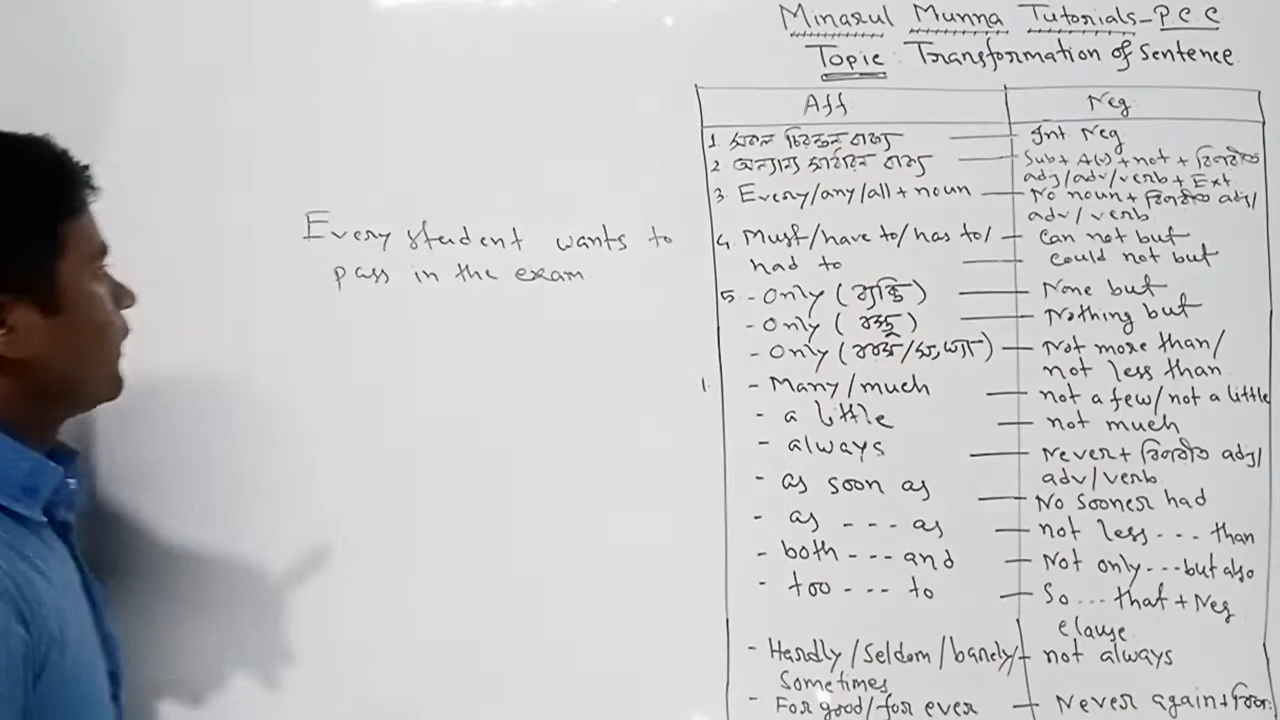 Minarul Munna Tutorials-PCC
Topic: Transformation of sentence
Aff Neg
1. সকল চিরন্তন বাক্য — Int Neg
2. অন্যান্য সাধারন বাক্য — Sub + A(v) + not + বিপরীত
adj/adv/verb + Ext.
3. Every/any/all + noun — No noun + বিপরীত adj/
adv/verb
Every student wants to
pass in the exam.
4. Must/have to/has to/ — Can not but
had to — could not but
5 - Only (ব্যক্তি) — None but
- Only (বস্তু) — Nothing but
- Only ( ) — Not more than/
not less than
1. - Many/much — not a few/not a little
- a little — not much
- always — Never + বিপরীত adj/
adv/verb
- as soon as — No sooner had
- as --- as — not less --- than
- both --- and — Not only---but also
- too --- to — So...that + Neg
clause
- Hardly/Seldom/barely/ — not always
Sometimes
- For good/for ever — Never again +